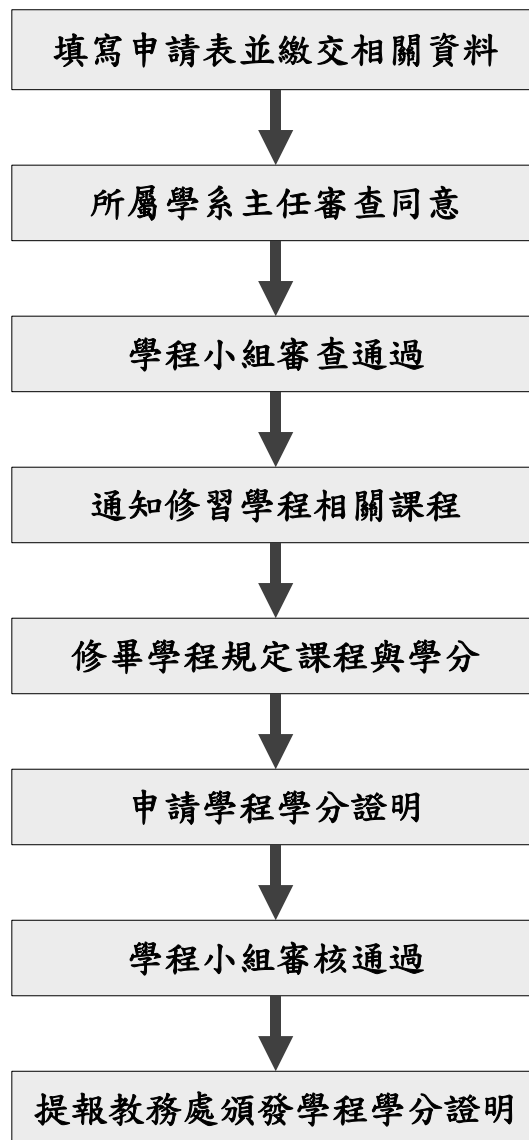 填寫申請表並繳交相關資料
所屬學系主任審查同意
學程小組審查通過
通知修習學程相關課程
修畢學程規定課程與學分
申請學程學分證明
學程小組審核通過
提報教務處頒發學程學分證明